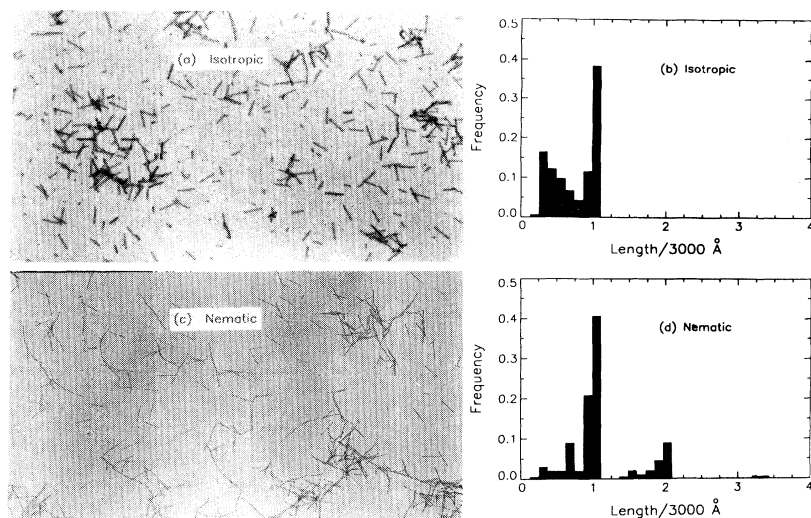 (a) Isotropic
0.5
0.4
0.3
0.2
0.1
0.0
Frequency
(b) Isotropic
0 1 2 3 4
Length/3000 Å
(c) Nematic
0.5
0.4
0.3
0.2
0.1
0.0
Frequency
(d) Nematic
0 1 2 3 4
Length/3000 Å